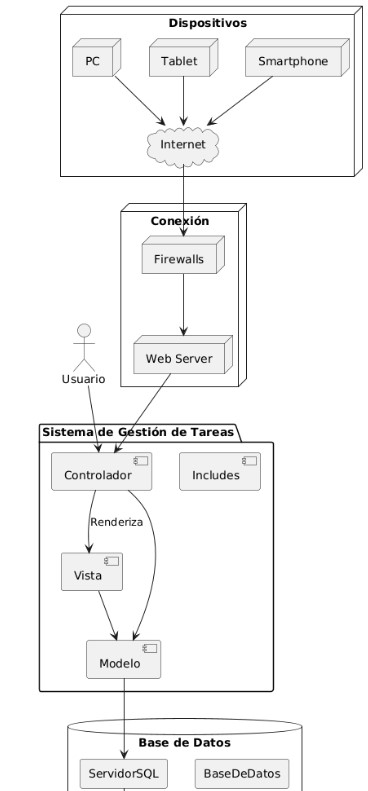 Dispositivos
PC
Tablet
Smartphone
Internet
Conexión
Firewalls
Web Server
Usuario
Sistema de Gestión de Tareas
Controlador
Includes
Renderiza
Vista
Modelo
Base de Datos
ServidorSQL
BaseDeDatos